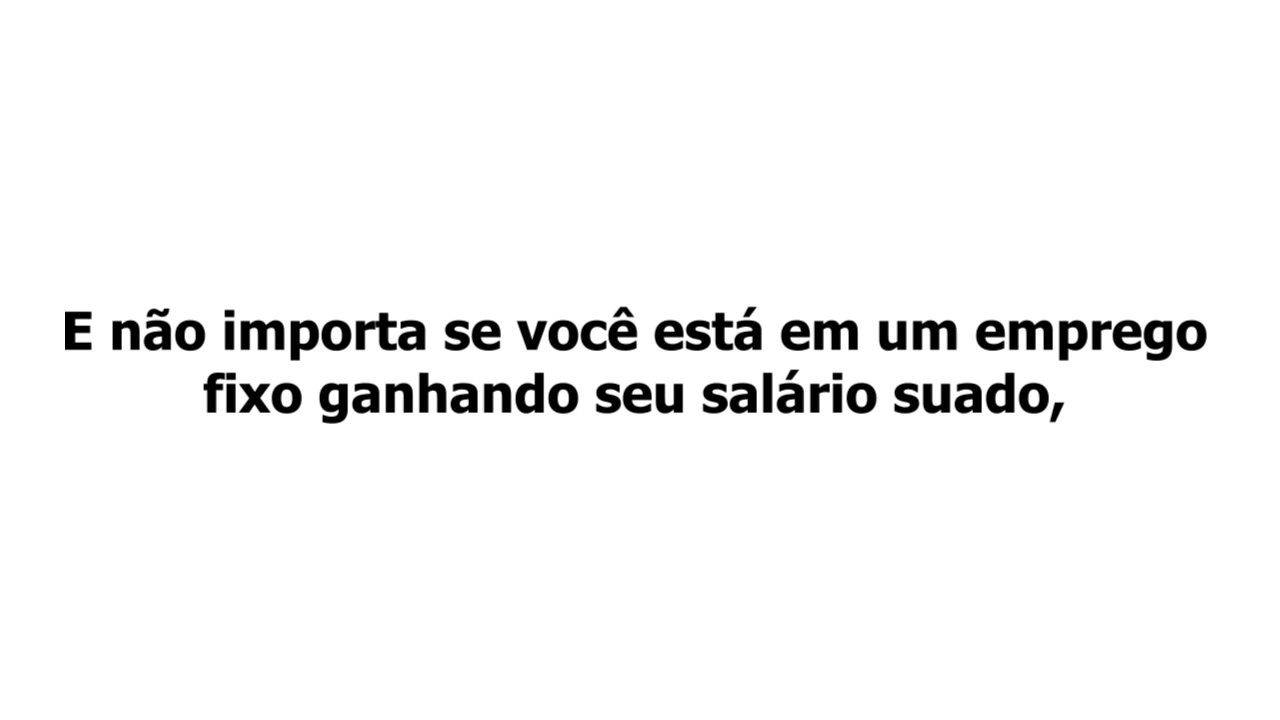 E não importa se você está em um emprego
fixo ganhando seu salário suado,